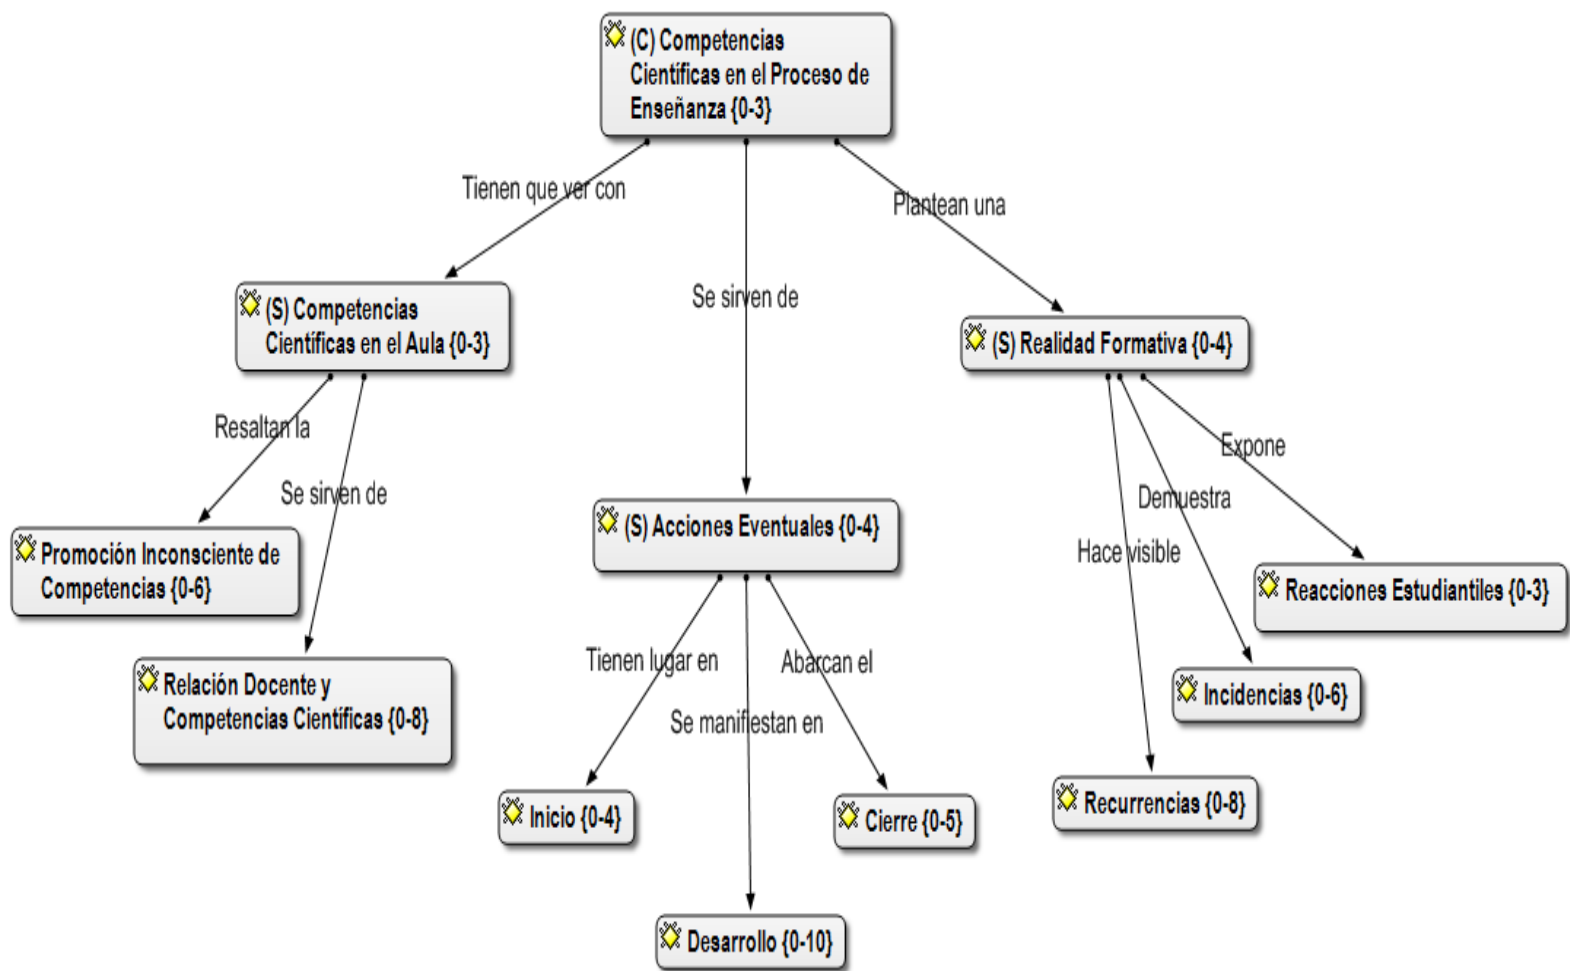 (C) Competencias
Científicas en el Proceso de
Enseñanza {0-3}
Tienen que ver con
Plantean una
Se sirven de
(S) Competencias
Científicas en el Aula {0-3}
(S) Realidad Formativa {0-4}
Resaltan la
Se sirven de
Expone
Demuestra
Hace visible
(S) Acciones Eventuales {0-4}
Promoción Inconsciente de
Competencias {0-6}
Reacciones Estudiantiles {0-3}
Relación Docente y
Competencias Científicas {0-8}
Tienen lugar en
Abarcan el
Se manifiestan en
Incidencias {0-6}
Recurrencias {0-8}
Inicio {0-4}
Cierre {0-5}
Desarrollo {0-10}